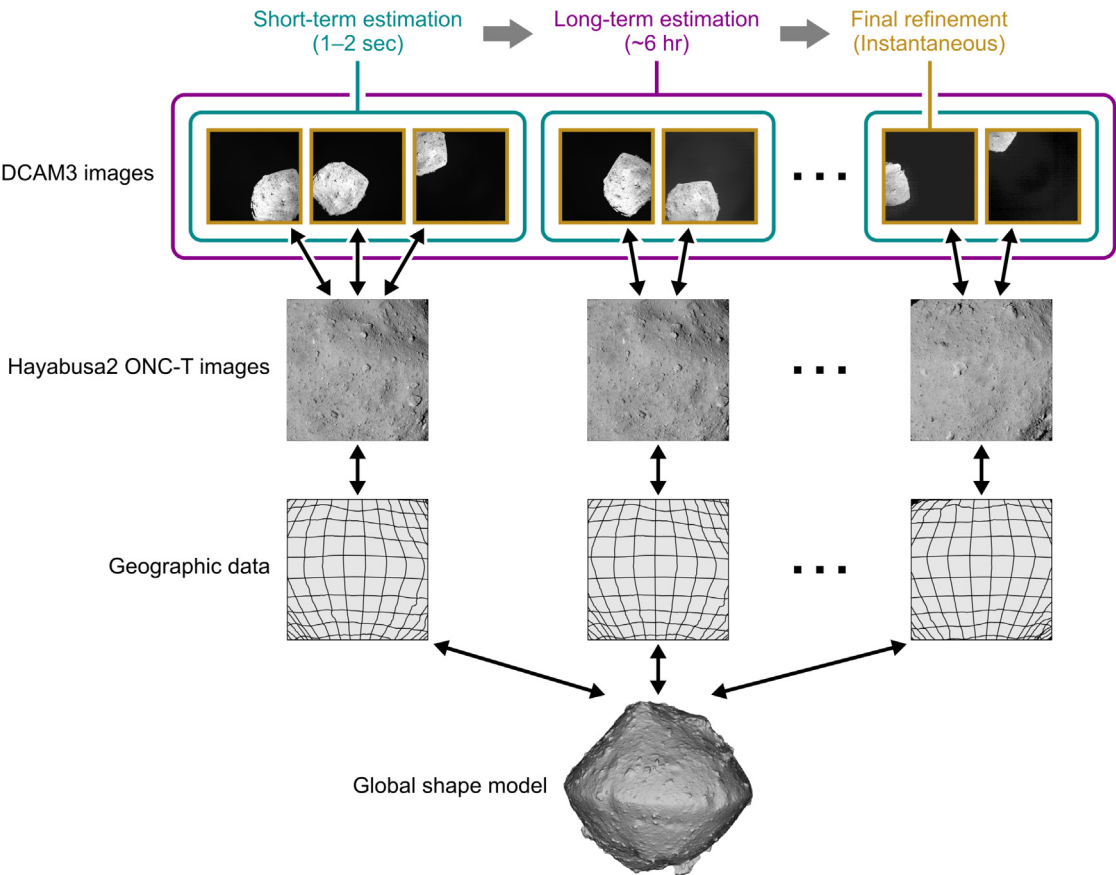 Short-term estimation
(1–2 sec)
Long-term estimation
(~6 hr)
Final refinement
(Instantaneous)
DCAM3 images
Hayabusa2 ONC-T images
Geographic data
Global shape model